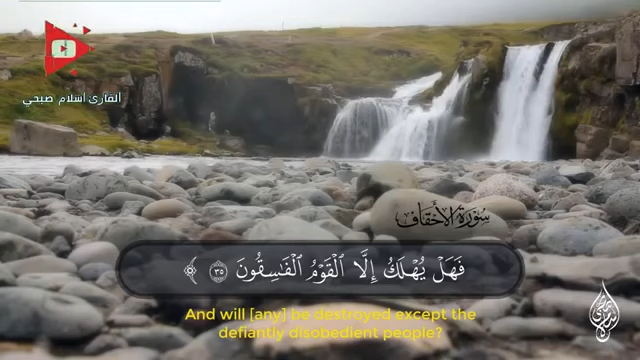 القارئ اسلام صبحي
سورة الأحقاف
فَهَلْ يُهْلَكُ إِلَّا ٱلْقَوْمُ ٱلْفَٰسِقُونَ ٣٥
And will [any] be destroyed except the
defiantly disobedient people?